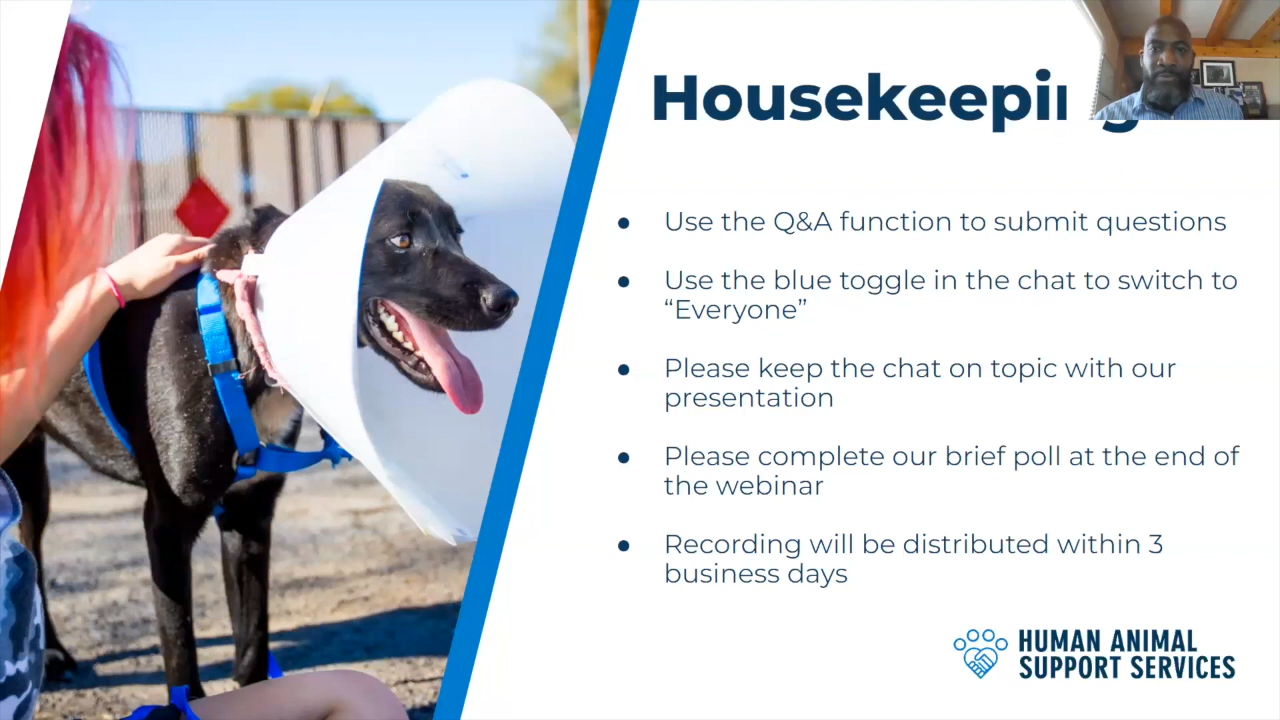 Housekeeping
Use the Q&A function to submit questions
Use the blue toggle in the chat to switch to
“Everyone”
Please keep the chat on topic with our
presentation
Please complete our brief poll at the end of
the webinar
Recording will be distributed within 3
business days
HUMAN ANIMAL
SUPPORT SERVICES